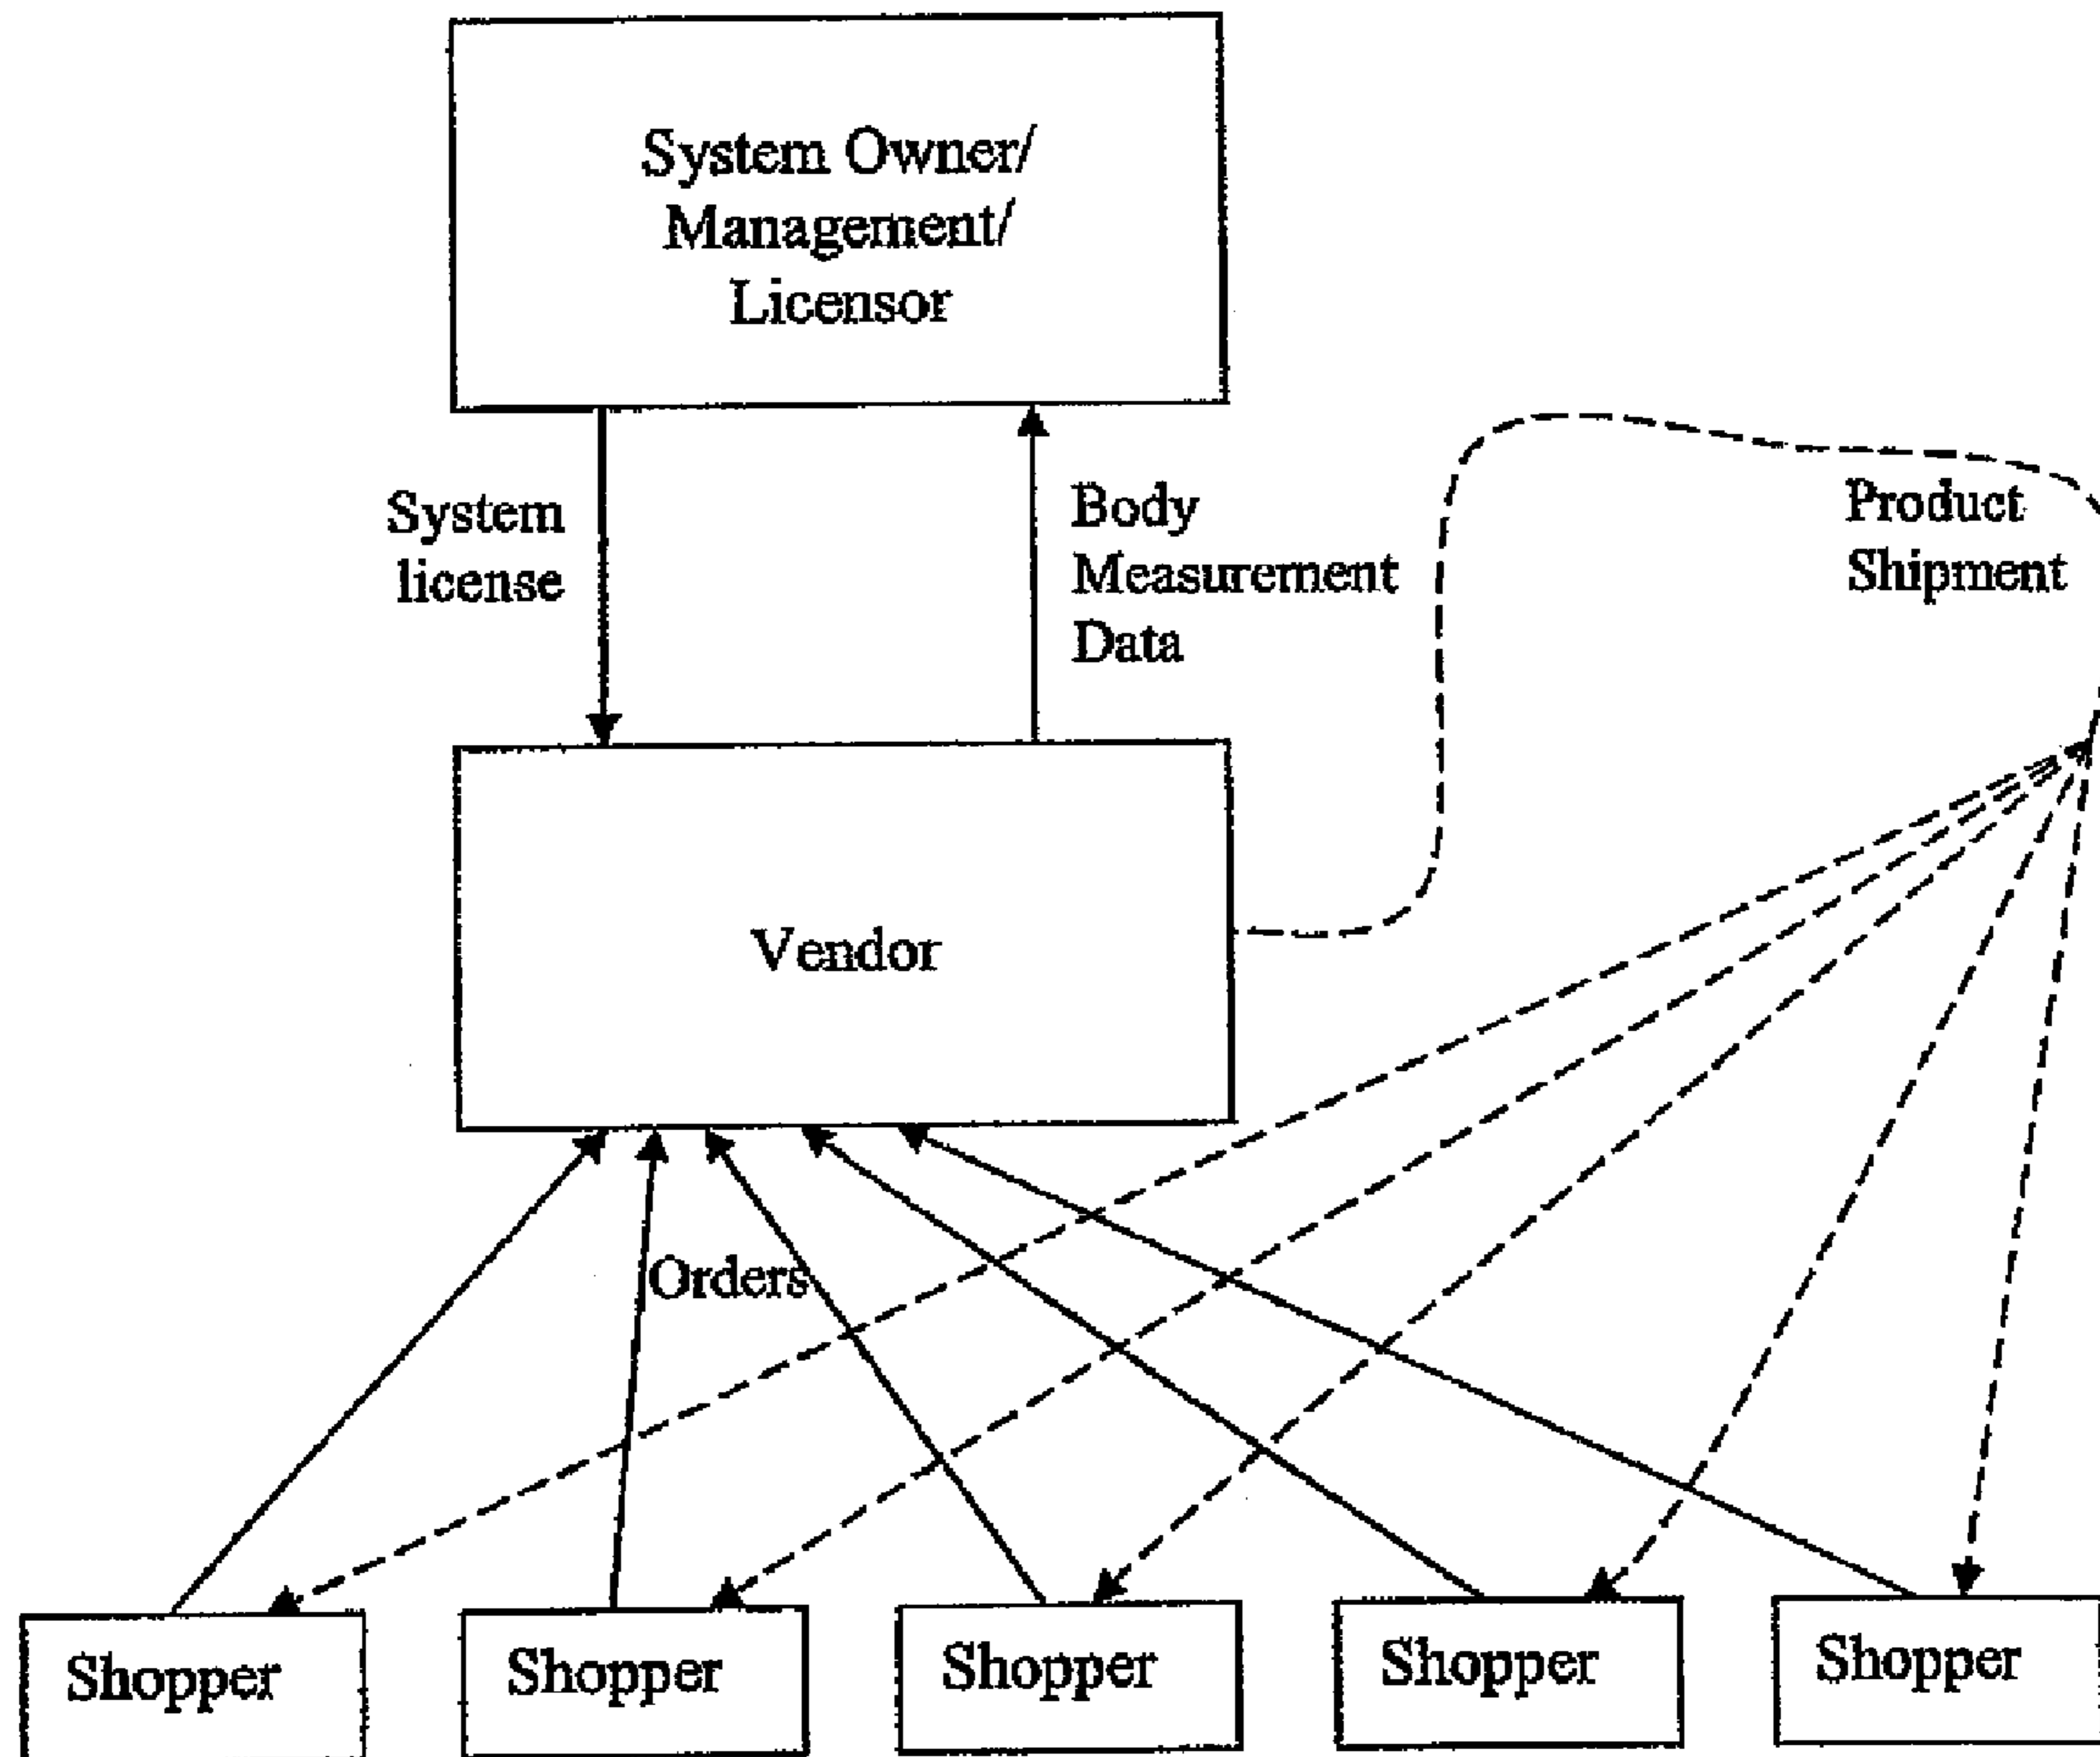 System Owner/
Management/
Licensor
System
license
Body
Measurement
Data
Product
Shipment
Vendor
Orders
Shopper
Shopper
Shopper
Shopper
Shopper